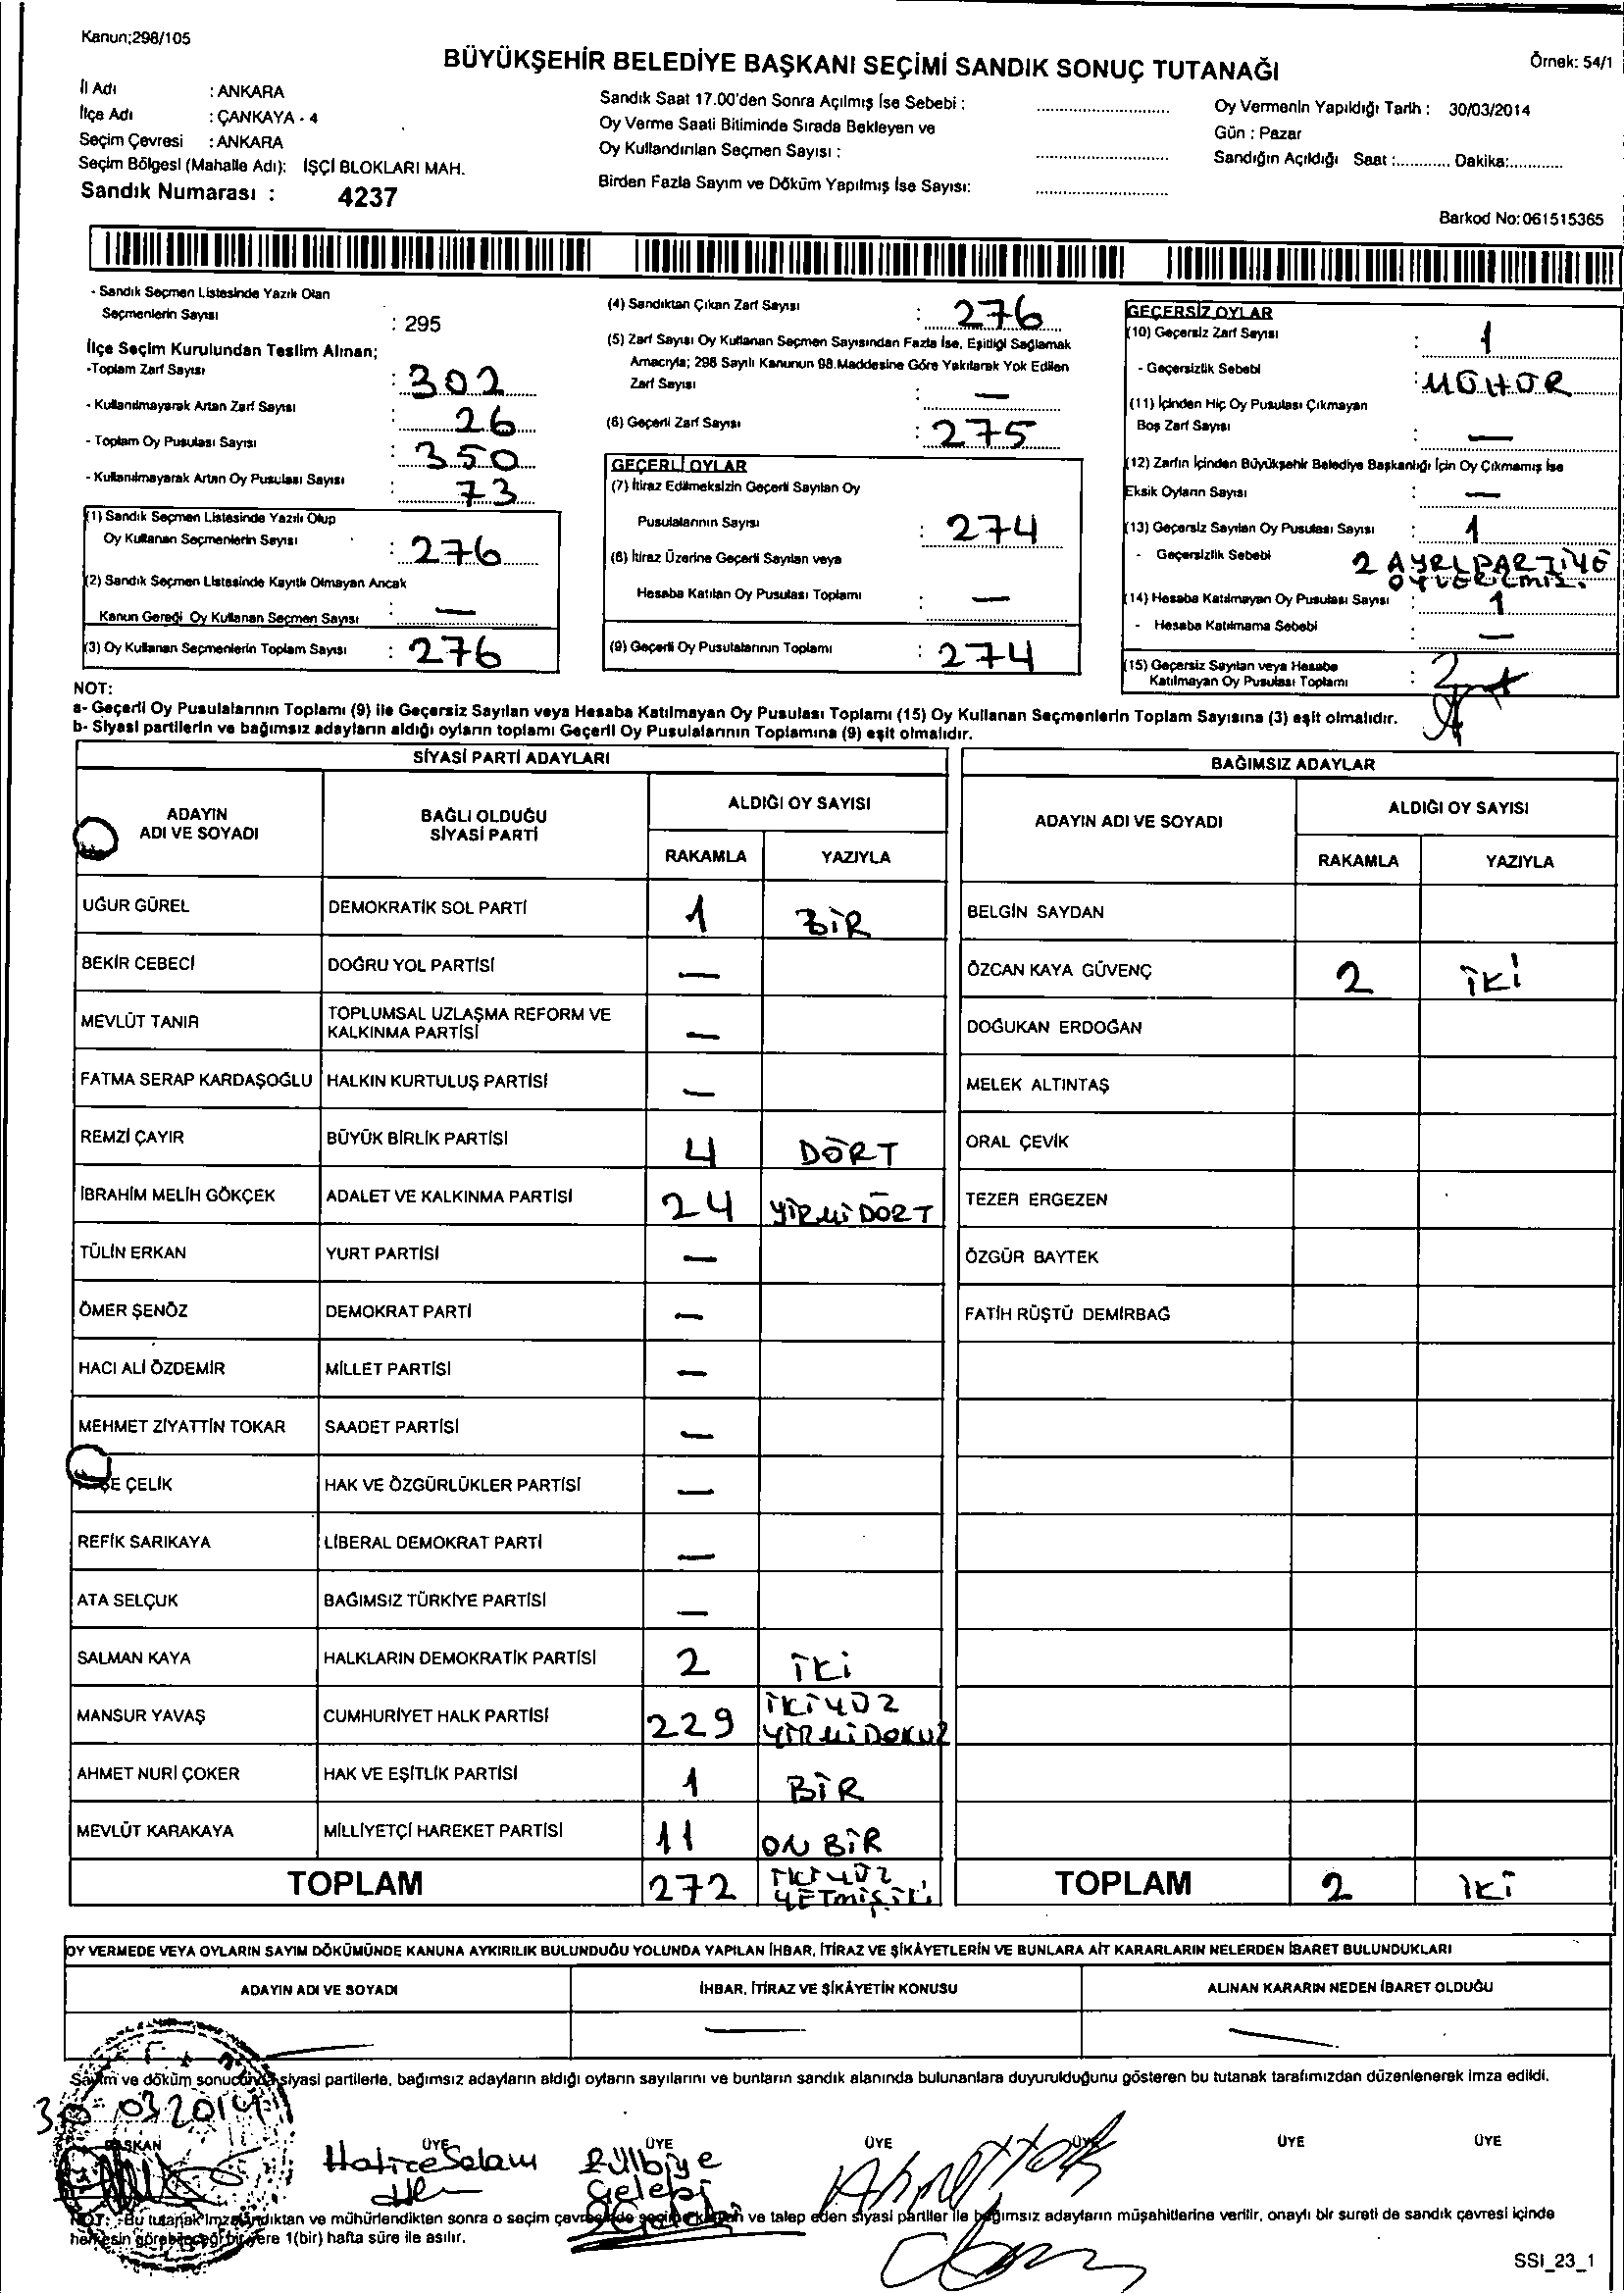 Kanun;298/105
BÜYÜKŞEHİR BELEDİYE BAŞKANI SEÇİMİ SANDIK SONUÇ TUTANAĞI
Örnek: 54/1
İl Adı : ANKARA
İlçe Adı : ÇANKAYA - 4
Seçim Çevresi : ANKARA
Seçim Bölgesi (Mahalle Adı): İŞÇİ BLOKLARI MAH.
Sandık Numarası : 4237
Sandık Saat 17.00'den Sonra Açılmış İse Sebebi :
Oy Verme Saati Bitiminde Sırada Bekleyen ve
Oy Kullandırılan Seçmen Sayısı :
Birden Fazla Sayım ve Döküm Yapılmış İse Sayısı:
Oy Vermenin Yapıldığı Tarih : 30/03/2014
Gün : Pazar
Sandığın Açıldığı Saat :........... Dakika:............
Barkod No: 061515365
- Sandık Seçmen Listesinde Yazılı Olan
Seçmenlerin Sayısı : 295
İlçe Seçim Kurulundan Teslim Alınan;
-Toplam Zarf Sayısı : 302
- Kullanılmayarak Artan Zarf Sayısı : 26
- Toplam Oy Pusulası Sayısı : 350
- Kullanılmayarak Artan Oy Pusulası Sayısı : 73
(1) Sandık Seçmen Listesinde Yazılı Olup
Oy Kullanan Seçmenlerin Sayısı : 276
(2) Sandık Seçmen Listesinde Kayıtlı Olmayan Ancak
Kanun Gereği Oy Kullanan Seçmen Sayısı : —
(3) Oy Kullanan Seçmenlerin Toplam Sayısı : 276
(4) Sandıktan Çıkan Zarf Sayısı : 276
(5) Zarf Sayısı Oy Kullanan Seçmen Sayısından Fazla İse, Eşitliği Sağlamak
Amacıyla; 298 Sayılı Kanunun 98.Maddesine Göre Yakılarak Yok Edilen
Zarf Sayısı : —
(6) Geçerli Zarf Sayısı : 275
GEÇERLİ OYLAR
(7) İtiraz Edilmeksizin Geçerli Sayılan Oy
Pusulalarının Sayısı : 274
(8) İtiraz Üzerine Geçerli Sayılan veya
Hesaba Katılan Oy Pusulası Toplamı : —
(9) Geçerli Oy Pusulalarının Toplamı : 274
GEÇERSİZ OYLAR
(10) Geçersiz Zarf Sayısı : 1
- Geçersizlik Sebebi : MÜHÜR
(11) İçinden Hiç Oy Pusulası Çıkmayan
Boş Zarf Sayısı : —
(12) Zarfın İçinden Büyükşehir Belediye Başkanlığı İçin Oy Çıkmamış İse
Eksik Oyların Sayısı : —
(13) Geçersiz Sayılan Oy Pusulası Sayısı : 1
- Geçersizlik Sebebi 2 AYRI PARTİYE
OY VERİLMİŞ.
(14) Hesaba Katılmayan Oy Pusulası Sayısı : 1
- Hesaba Katılmama Sebebi : —
(15) Geçersiz Sayılan veya Hesaba
Katılmayan Oy Pusulası Toplamı : 2
NOT:
a- Geçerli Oy Pusulalarının Toplamı (9) ile Geçersiz Sayılan veya Hesaba Katılmayan Oy Pusulası Toplamı (15) Oy Kullanan Seçmenlerin Toplam Sayısına (3) eşit olmalıdır.
b- Siyasi partilerin ve bağımsız adayların aldığı oyların toplamı Geçerli Oy Pusulalarının Toplamına (9) eşit olmalıdır.
SİYASİ PARTİ ADAYLARI
ADAYIN
ADI VE SOYADI
BAĞLI OLDUĞU
SİYASİ PARTİ
ALDIĞI OY SAYISI
RAKAMLA YAZIYLA
UĞUR GÜREL DEMOKRATİK SOL PARTİ 1 BİR
BEKİR CEBECİ DOĞRU YOL PARTİSİ —
MEVLÜT TANIR TOPLUMSAL UZLAŞMA REFORM VE
KALKINMA PARTİSİ —
FATMA SERAP KARDAŞOĞLU HALKIN KURTULUŞ PARTİSİ —
REMZİ ÇAYIR BÜYÜK BİRLİK PARTİSİ 4 DÖRT
İBRAHİM MELİH GÖKÇEK ADALET VE KALKINMA PARTİSİ 24 YİRMİDÖRT
TÜLİN ERKAN YURT PARTİSİ —
ÖMER ŞENÖZ DEMOKRAT PARTİ —
HACI ALİ ÖZDEMİR MİLLET PARTİSİ —
MEHMET ZİYATTİN TOKAR SAADET PARTİSİ —
ŞE ÇELİK HAK VE ÖZGÜRLÜKLER PARTİSİ —
REFİK SARIKAYA LİBERAL DEMOKRAT PARTİ —
ATA SELÇUK BAĞIMSIZ TÜRKİYE PARTİSİ —
SALMAN KAYA HALKLARIN DEMOKRATİK PARTİSİ 2 İKİ
MANSUR YAVAŞ CUMHURİYET HALK PARTİSİ 229 İKİYÜZ
YİRMİDOKUZ
AHMET NURİ ÇOKER HAK VE EŞİTLİK PARTİSİ 1 BİR
MEVLÜT KARAKAYA MİLLİYETÇİ HAREKET PARTİSİ 11 ON BİR
TOPLAM 272 İKİYÜZ
YETMİŞİKİ
BAĞIMSIZ ADAYLAR
ADAYIN ADI VE SOYADI
ALDIĞI OY SAYISI
RAKAMLA YAZIYLA
BELGİN SAYDAN
ÖZCAN KAYA GÜVENÇ 2 İKİ
DOĞUKAN ERDOĞAN
MELEK ALTINTAŞ
ORAL ÇEVİK
TEZER ERGEZEN
ÖZGÜR BAYTEK
FATİH RÜŞTÜ DEMİRBAĞ
TOPLAM 2 İKİ
OY VERMEDE VEYA OYLARIN SAYIM DÖKÜMÜNDE KANUNA AYKIRILIK BULUNDUĞU YOLUNDA YAPILAN İHBAR, İTİRAZ VE ŞİKÂYETLERİN VE BUNLARA AİT KARARLARIN NELERDEN İBARET BULUNDUKLARI
ADAYIN ADI VE SOYADI İHBAR, İTİRAZ VE ŞİKÂYETİN KONUSU ALINAN KARARIN NEDEN İBARET OLDUĞU
Sayım ve döküm sonucunda siyasi partilerle, bağımsız adayların aldığı oyların sayılarını ve bunların sandık alanında bulunanlara duyurulduğunu gösteren bu tutanak tarafımızdan düzenlenerek imza edildi.
30 03 2014
BAŞKAN ÜYE ÜYE ÜYE ÜYE ÜYE ÜYE
Hatice Salam
Zülbiye
Çelebi
NOT: Bu tutanak imzalandıktan ve mühürlendikten sonra o seçim çevresinde seçime katılan ve talep eden siyasi partiler ile bağımsız adayların müşahitlerine verilir, onaylı bir sureti de sandık çevresi içinde
herkesin görebileceği bir yere 1(bir) hafta süre ile asılır.
SSI_23_1